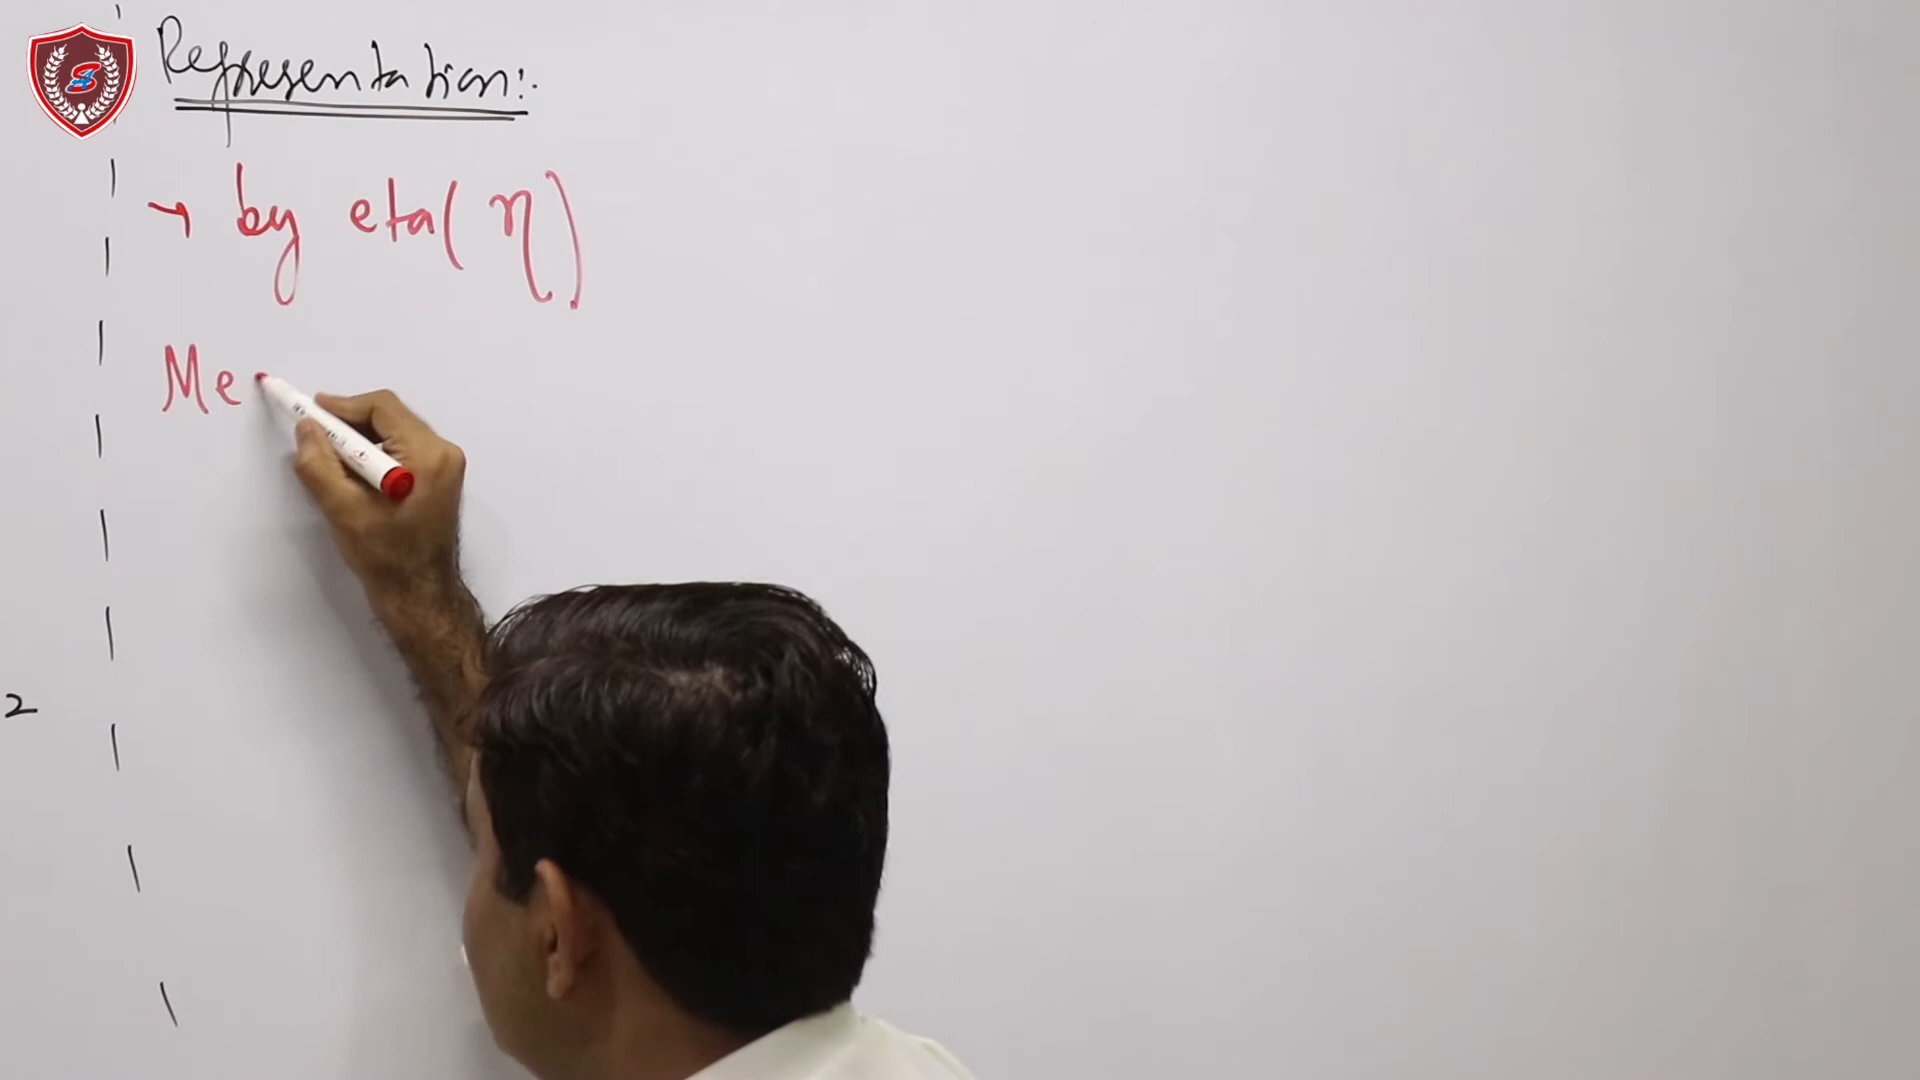 Representation:-
→ by eta (η)
Me
2